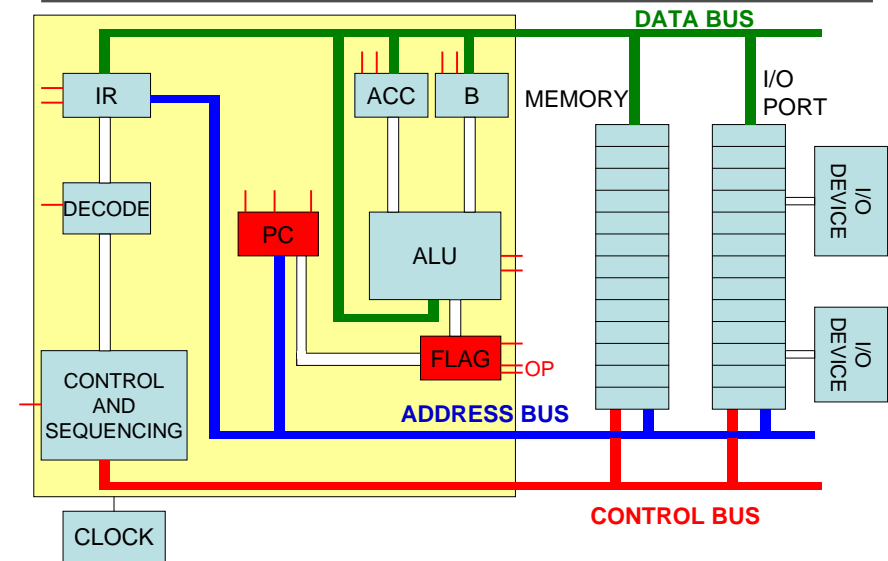 DATA BUS
IR
ACC
B
MEMORY
I/O
PORT
I/O
DEVICE
DECODE
PC
ALU
I/O
DEVICE
FLAG
OP
CONTROL
AND
SEQUENCING
ADDRESS BUS
CONTROL BUS
CLOCK